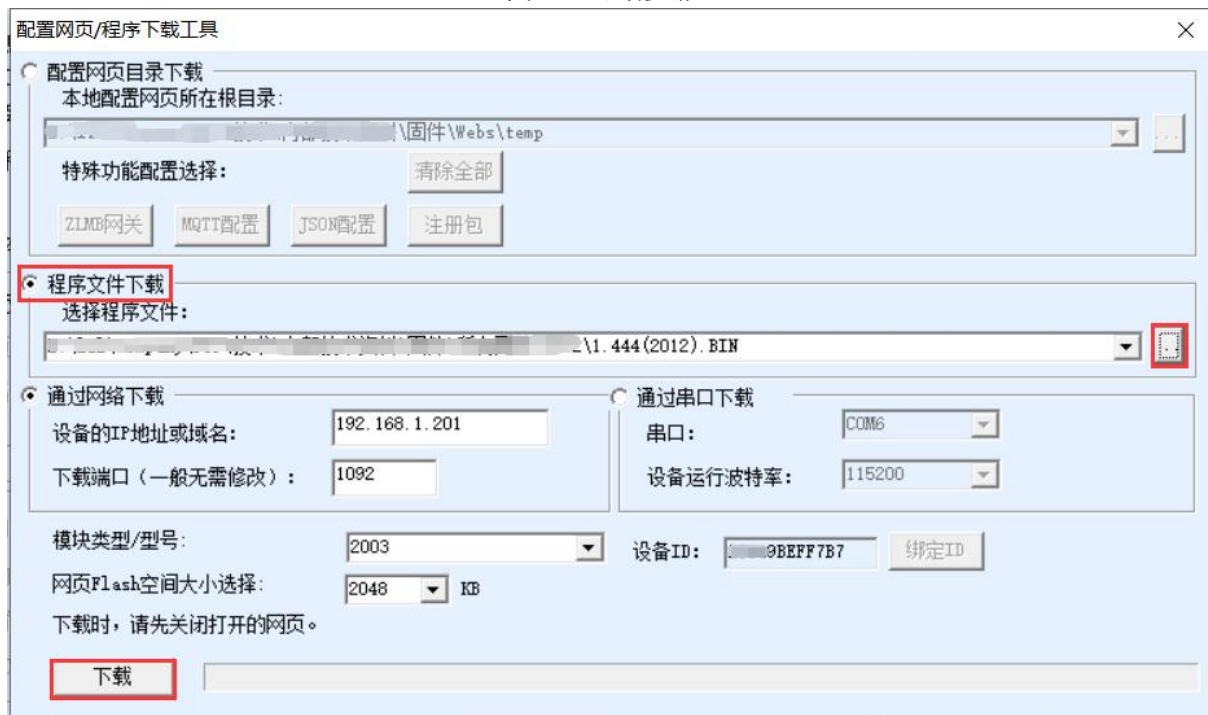 配置网页/程序下载工具
配置网页目录下载
本地配置网页所在根目录:
\固件\Webs\temp
...
特殊功能配置选择:
清除全部
ZLMB网关 MQTT配置 JSON配置 注册包
程序文件下载
选择程序文件:
\1.444(2012).BIN
通过网络下载
通过串口下载
设备的IP地址或域名: 192.168.1.201
串口: COM6
下载端口（一般无需修改）: 1092
设备运行波特率: 115200
模块类型/型号: 2003
设备ID: 9BEFF7B7 绑定ID
网页Flash空间大小选择: 2048 KB
下载时，请先关闭打开的网页。
下载